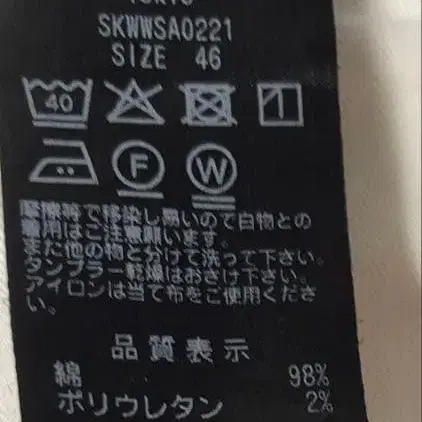 SKWWSA0221
SIZE 46
40
F
W
摩擦時で移染し易いので白物との
着用はご注意願います。
また他の物と分けて洗って下さい。
タンブラー乾燥はおさけ下さい。
アイロンは当て布をご使用くださ
い。
品質表示
綿 98%
ポリウレタン 2%